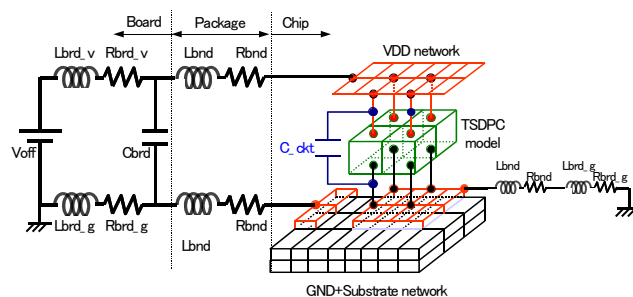 Board
Package
Chip
Lbrd_v
Rbrd_v
Lbnd
Rbnd
VDD network
TSDPC
model
Voff
Cbrd
C_ckt
Lbnd
Rbnd
Lbrd_g
Rbrd_g
Lbrd_g
Rbrd_g
Rbnd
Lbnd
GND+Substrate network